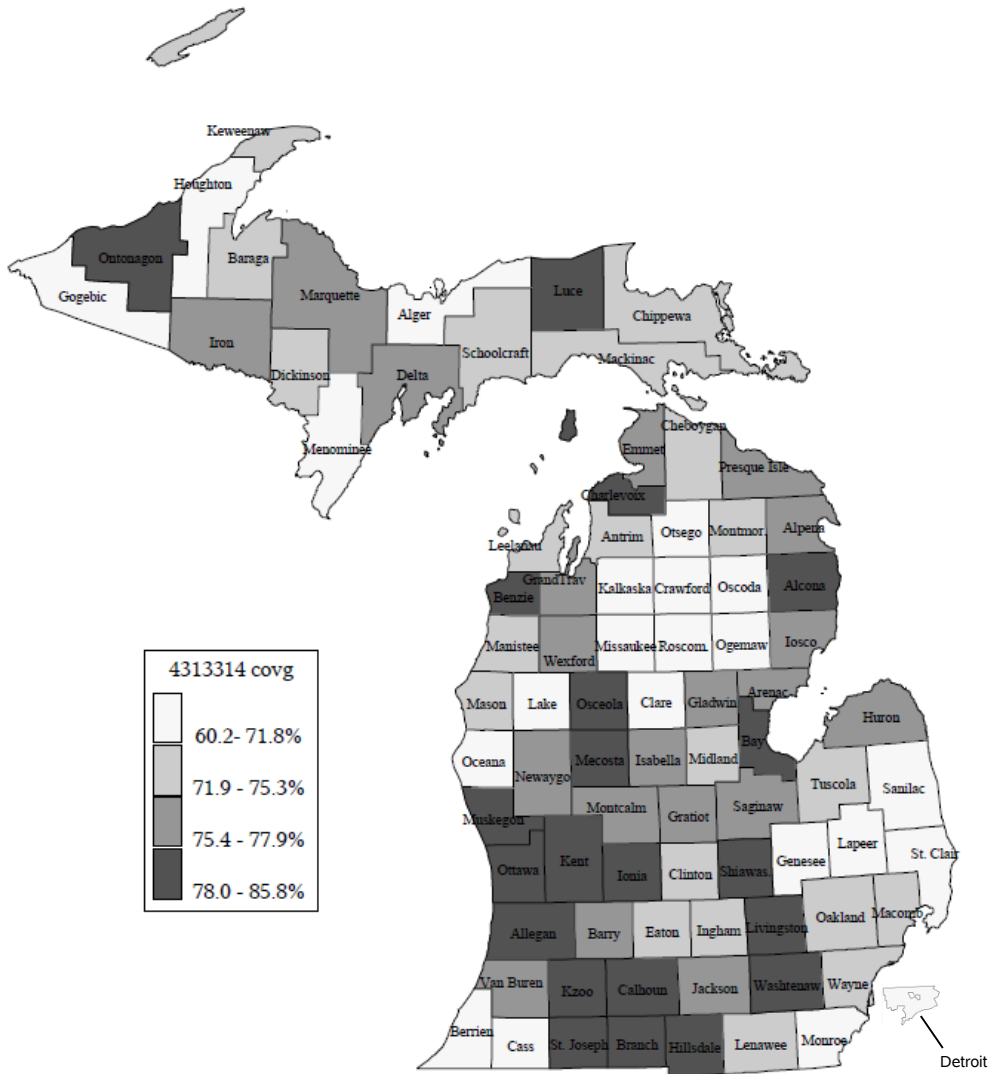 Keweenaw
Houghton
Ontonagon
Baraga
Gogebic
Marquette
Luce
Alger
Chippewa
Iron
Schoolcraft
Mackinac
Dickinson
Delta
Menominee
Cheboygan
Emmet
Presque Isle
Charlevoix
Alpena
Otsego
Montmor.
Antrim
Leelanau
GrandTrav
Benzie
Kalkaska
Crawford
Oscoda
Alcona
Manistee
Wexford
Missaukee
Roscom.
Ogemaw
Iosco
4313314 covg
60.2- 71.8%
71.9 - 75.3%
75.4 - 77.9%
78.0 - 85.8%
Mason
Lake
Osceola
Clare
Gladwin
Arenac
Huron
Bay
Oceana
Newaygo
Mecosta
Isabella
Midland
Tuscola
Sanilac
Muskegon
Montcalm
Gratiot
Saginaw
Lapeer
St. Clair
Ottawa
Kent
Ionia
Clinton
Shiawas.
Genesee
Allegan
Barry
Eaton
Ingham
Livingston
Oakland
Macomb
Van Buren
Kzoo
Calhoun
Jackson
Washtenaw
Wayne
Berrien
Cass
St. Joseph
Branch
Hillsdale
Lenawee
Monroe
Detroit